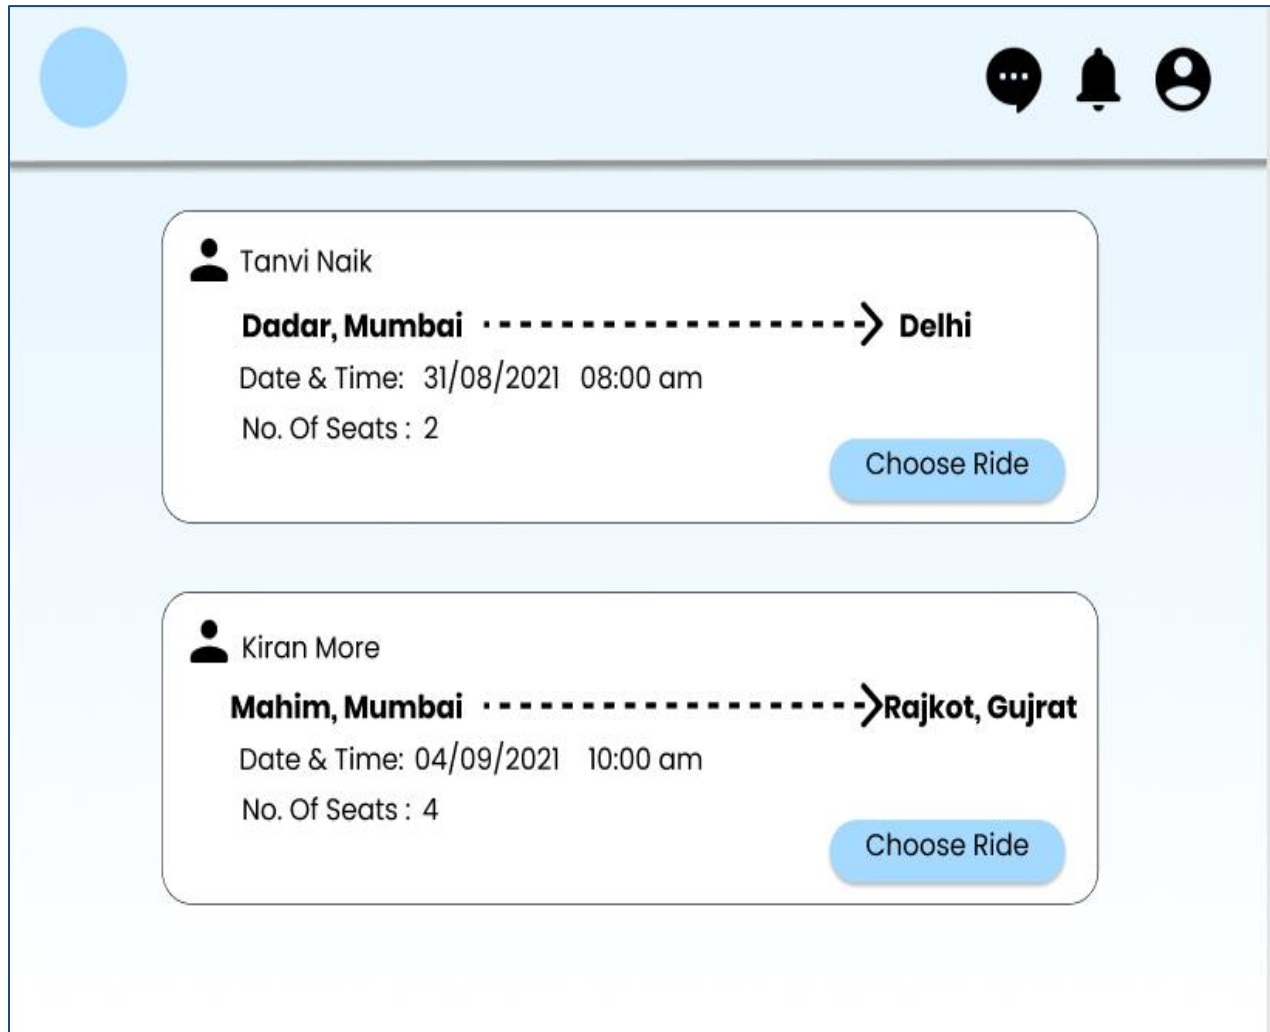 Tanvi Naik
Dadar, Mumbai Delhi
Date & Time: 31/08/2021 08:00 am
No. Of Seats : 2
Choose Ride
Kiran More
Mahim, Mumbai Rajkot, Gujrat
Date & Time: 04/09/2021 10:00 am
No. Of Seats : 4
Choose Ride